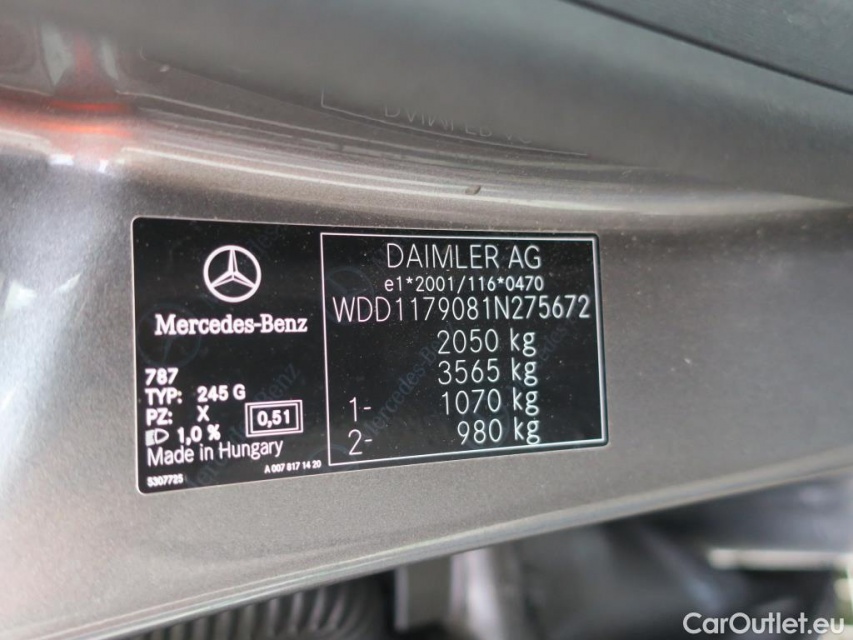 DAIMLER AG
e1*2001/116*0470
WDD1179081N275672
2050 kg
3565 kg
1- 1070 kg
2- 980 kg
Mercedes-Benz
787
TYP: 245 G
PZ: X
0,51
1,0 %
Made in Hungary
5307725
A 007 817 14 20
CarOutlet.eu